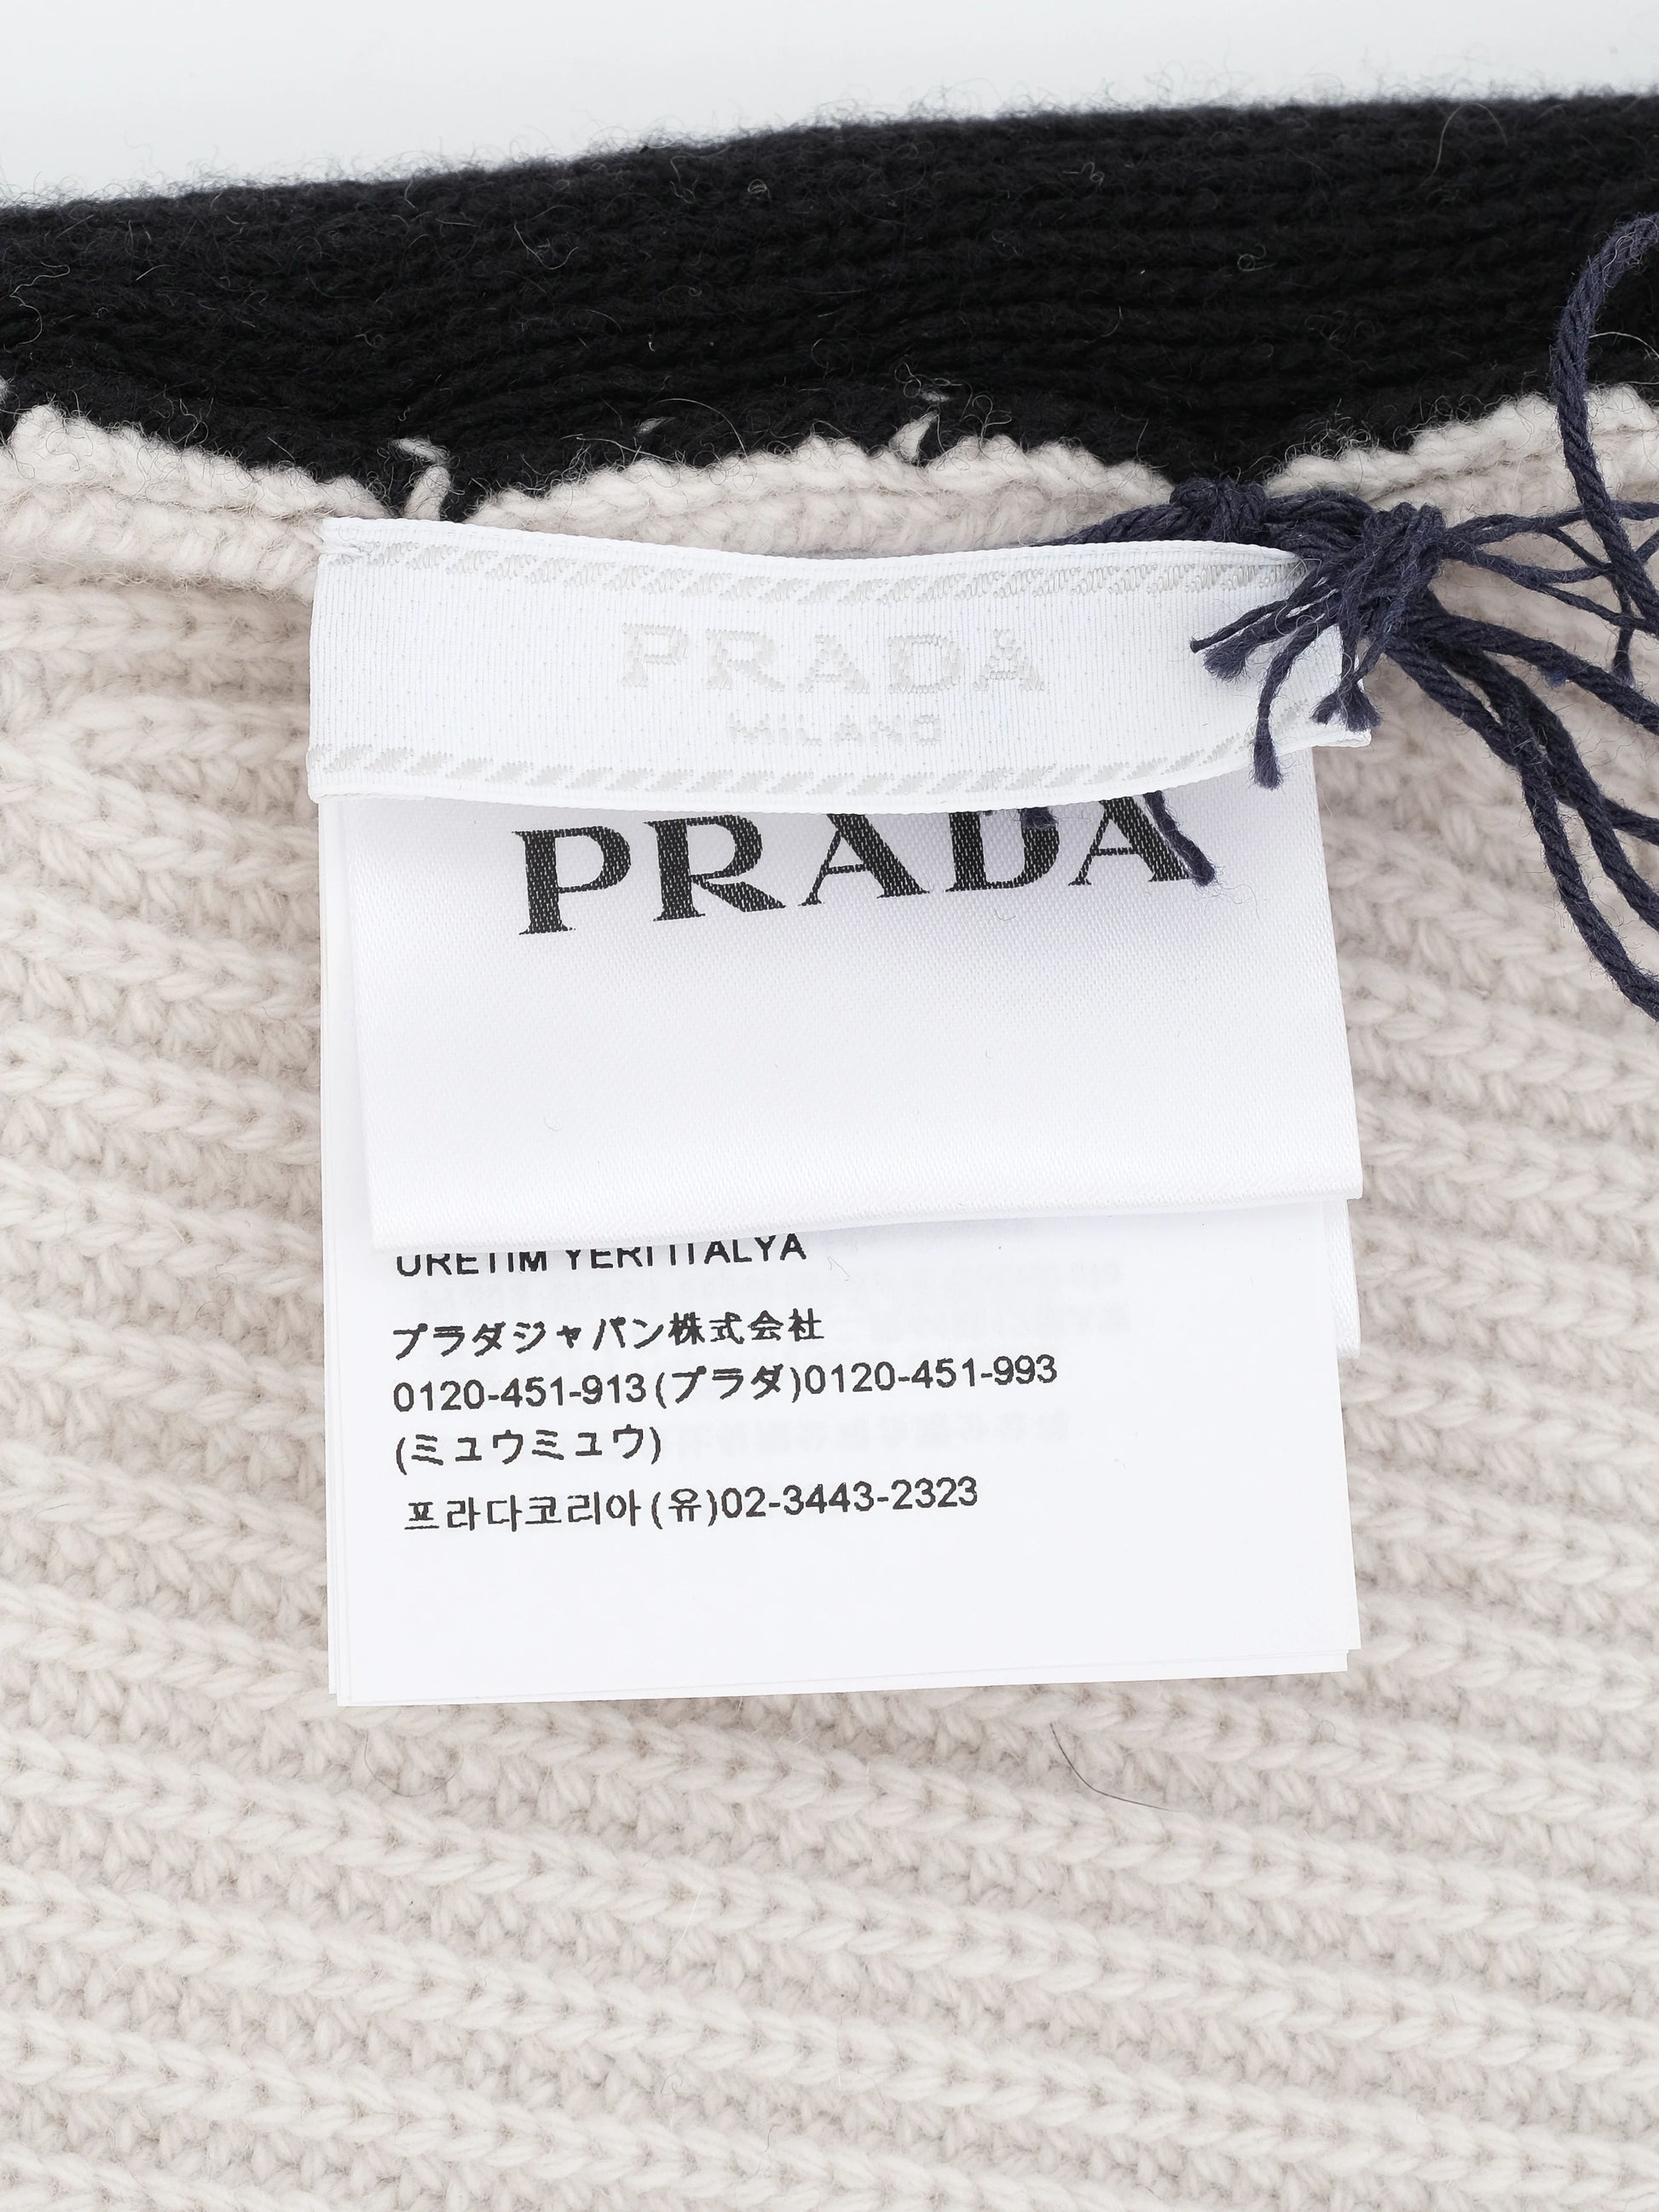 PRADA
MILANO
PRADA
URETIM YERI ITALYA
プラダジャパン株式会社
0120-451-913(プラダ)0120-451-993
(ミュウミュウ)
프라다코리아(유)02-3443-2323